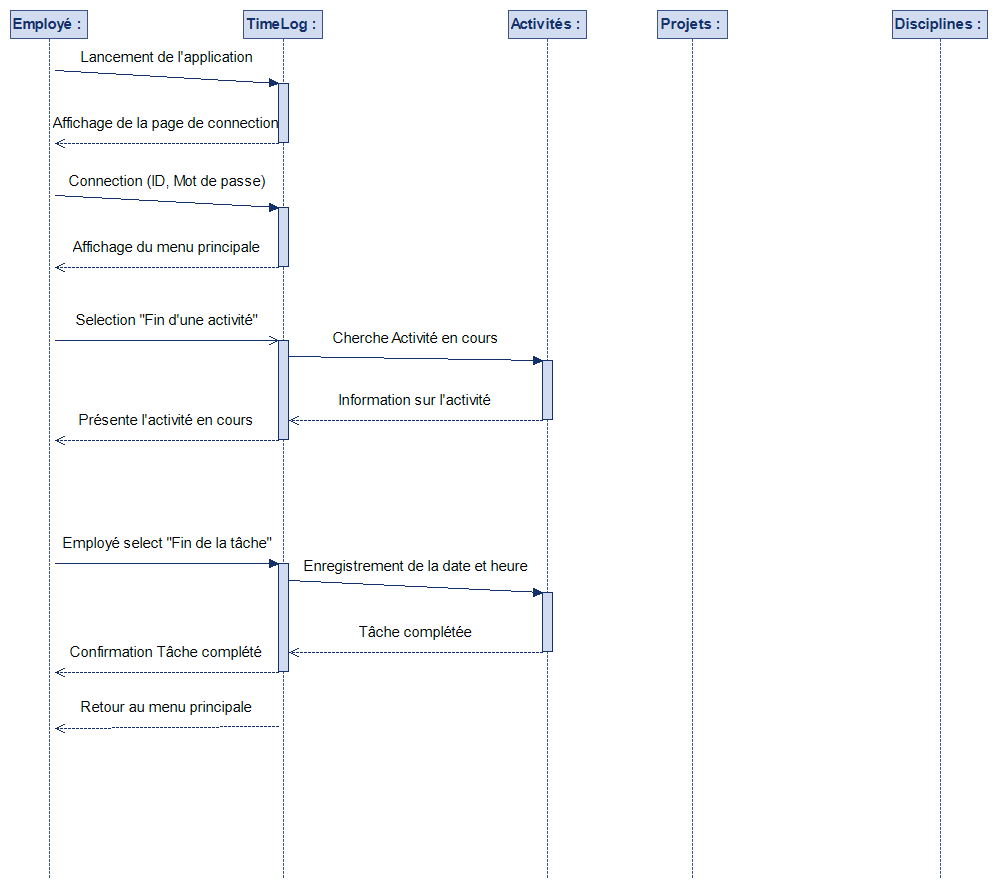 Employé :
TimeLog :
Activités :
Projets :
Disciplines :
Lancement de l'application
Affichage de la page de connection
Connection (ID, Mot de passe)
Affichage du menu principale
Selection "Fin d'une activité"
Cherche Activité en cours
Information sur l'activité
Présente l'activité en cours
Employé select "Fin de la tâche"
Enregistrement de la date et heure
Tâche complétée
Confirmation Tâche complété
Retour au menu principale